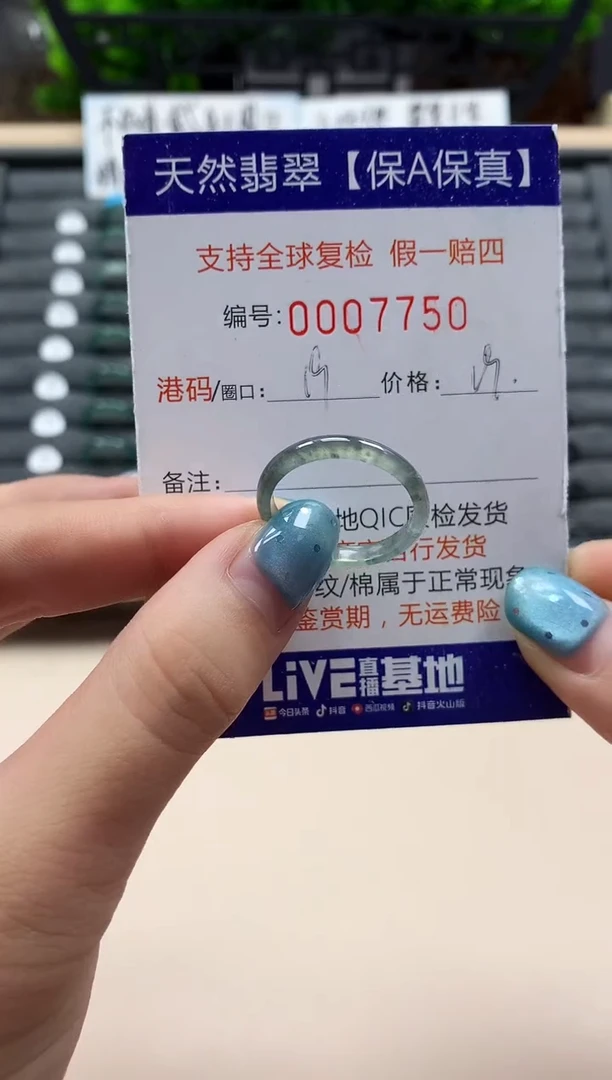 天然翡翠【保A保真】
支持全球复检 假一赔四
编号:0007750
港码/圈口: 价格:
备注:
地QIC质检发货
行发货
纹/棉属于正常现象
鉴赏期，无运费险
LiVE直播基地
今日头条 抖音 西瓜视频 抖音火山版